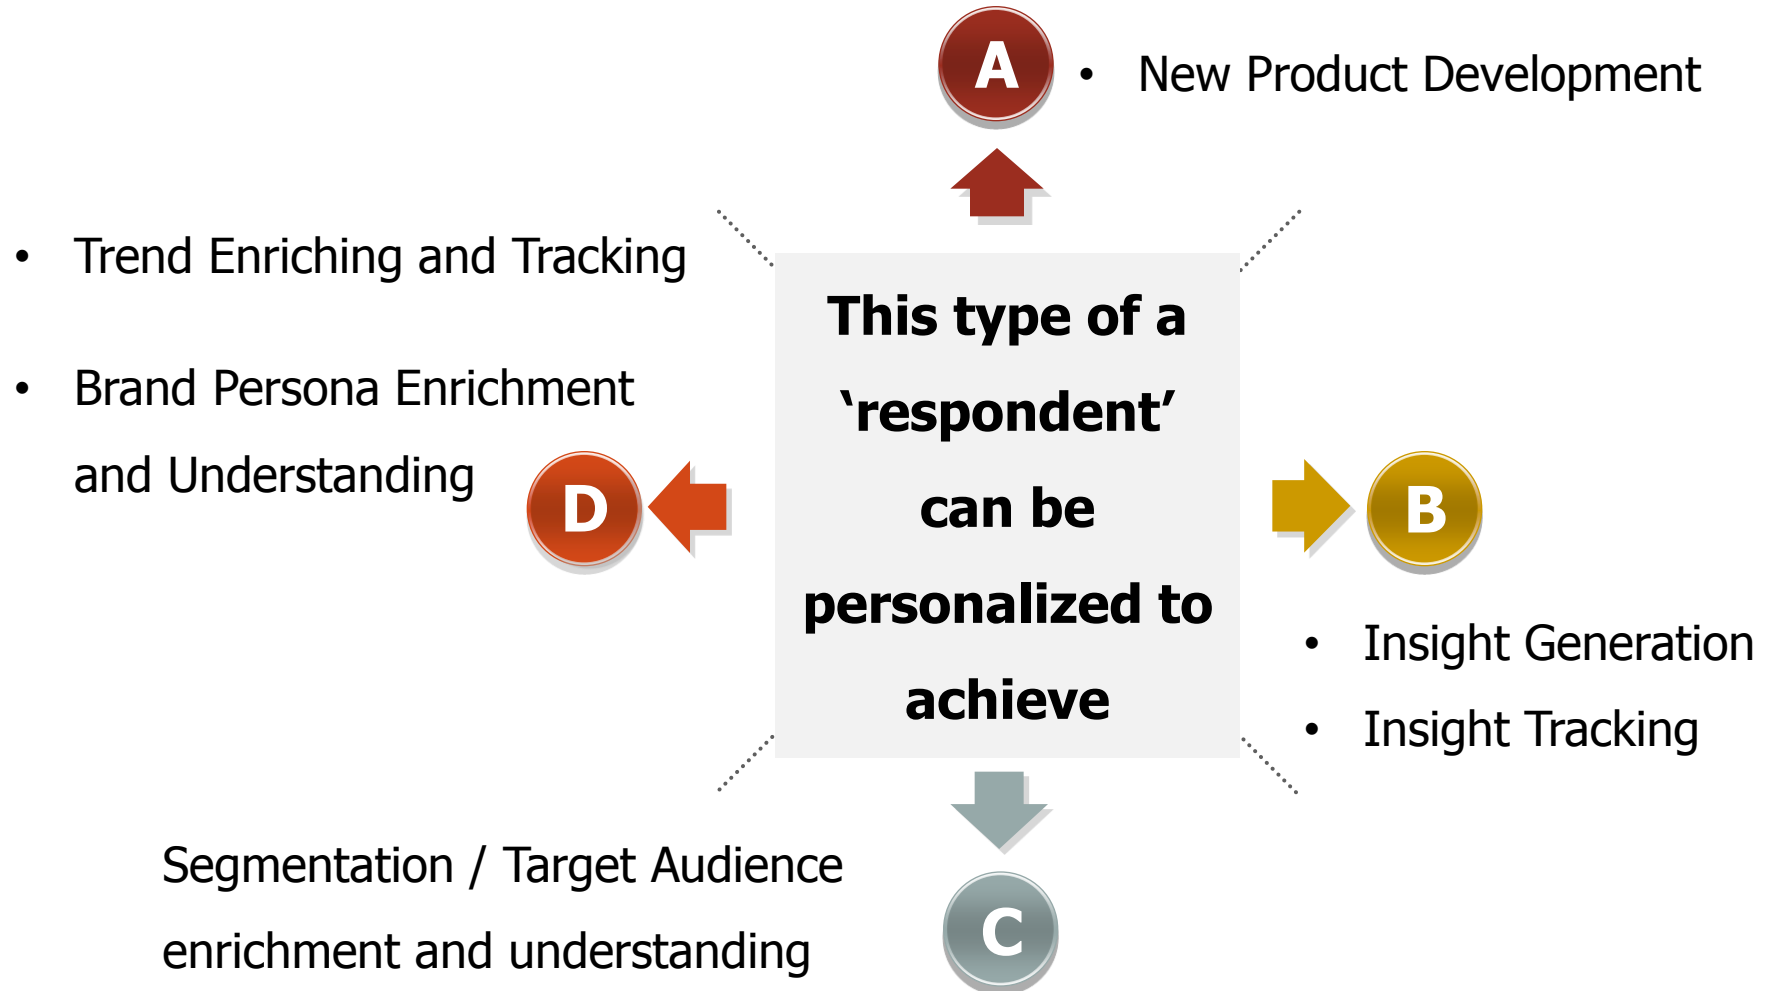 A
• New Product Development
• Trend Enriching and Tracking
• Brand Persona Enrichment
and Understanding
D
This type of a
‘respondent’
can be
personalized to
achieve
B
• Insight Generation
• Insight Tracking
Segmentation / Target Audience
enrichment and understanding
C